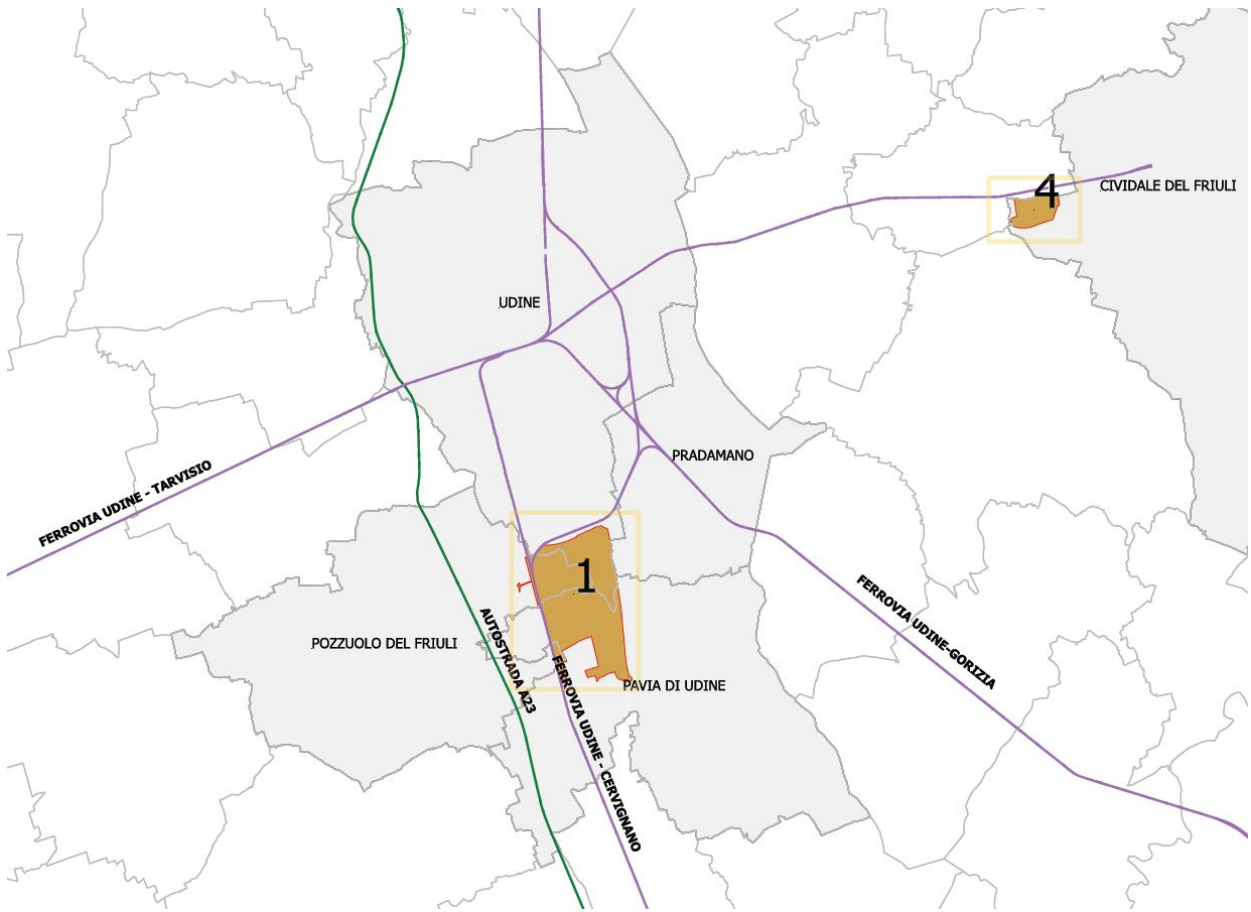 4
CIVIDALE DEL FRIULI
UDINE
PRADAMANO
FERROVIA UDINE - TARVISIO
1
FERROVIA UDINE-GORIZIA
POZZUOLO DEL FRIULI
AUTOSTRADA A23
FERROVIA UDINE - CERVIGNANO
PAVIA DI UDINE